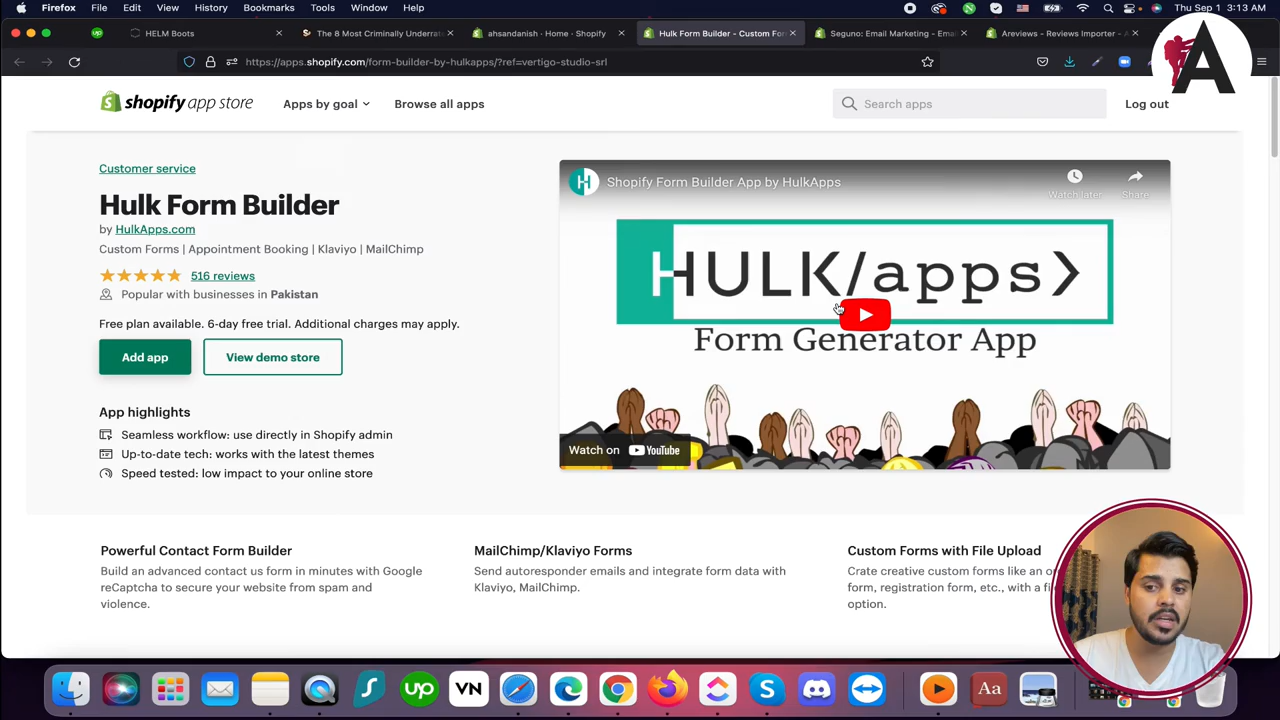 Firefox File Edit View History Bookmarks Tools Window Help
Thu Sep 1 3:13 AM
HELM Boots
The 8 Most Criminally Underrat
ahsandanish · Home · Shopify
Hulk Form Builder - Custom For
Seguno: Email Marketing - Ema
Areviews - Reviews Importer - A
https://apps.shopify.com/form-builder-by-hulkapps/?ref=vertigo-studio-srl
A
shopify app store
Apps by goal
Browse all apps
Search apps
Log out
Customer service
Hulk Form Builder
by HulkApps.com
Custom Forms | Appointment Booking | Klaviyo | MailChimp
516 reviews
Popular with businesses in Pakistan
Free plan available. 6-day free trial. Additional charges may apply.
Add app
View demo store
App highlights
Seamless workflow: use directly in Shopify admin
Up-to-date tech: works with the latest themes
Speed tested: low impact to your online store
H Shopify Form Builder App by HulkApps
Watch later
Share
HULK/apps>
Form Generator App
Watch on YouTube
Powerful Contact Form Builder
Build an advanced contact us form in minutes with Google
reCaptcha to secure your website from spam and
violence.
MailChimp/Klaviyo Forms
Send autoresponder emails and integrate form data with
Klaviyo, MailChimp.
Custom Forms with File Upload
Crate creative custom forms like an o
form, registration form, etc., with a fi
option.
up
VN
Aa